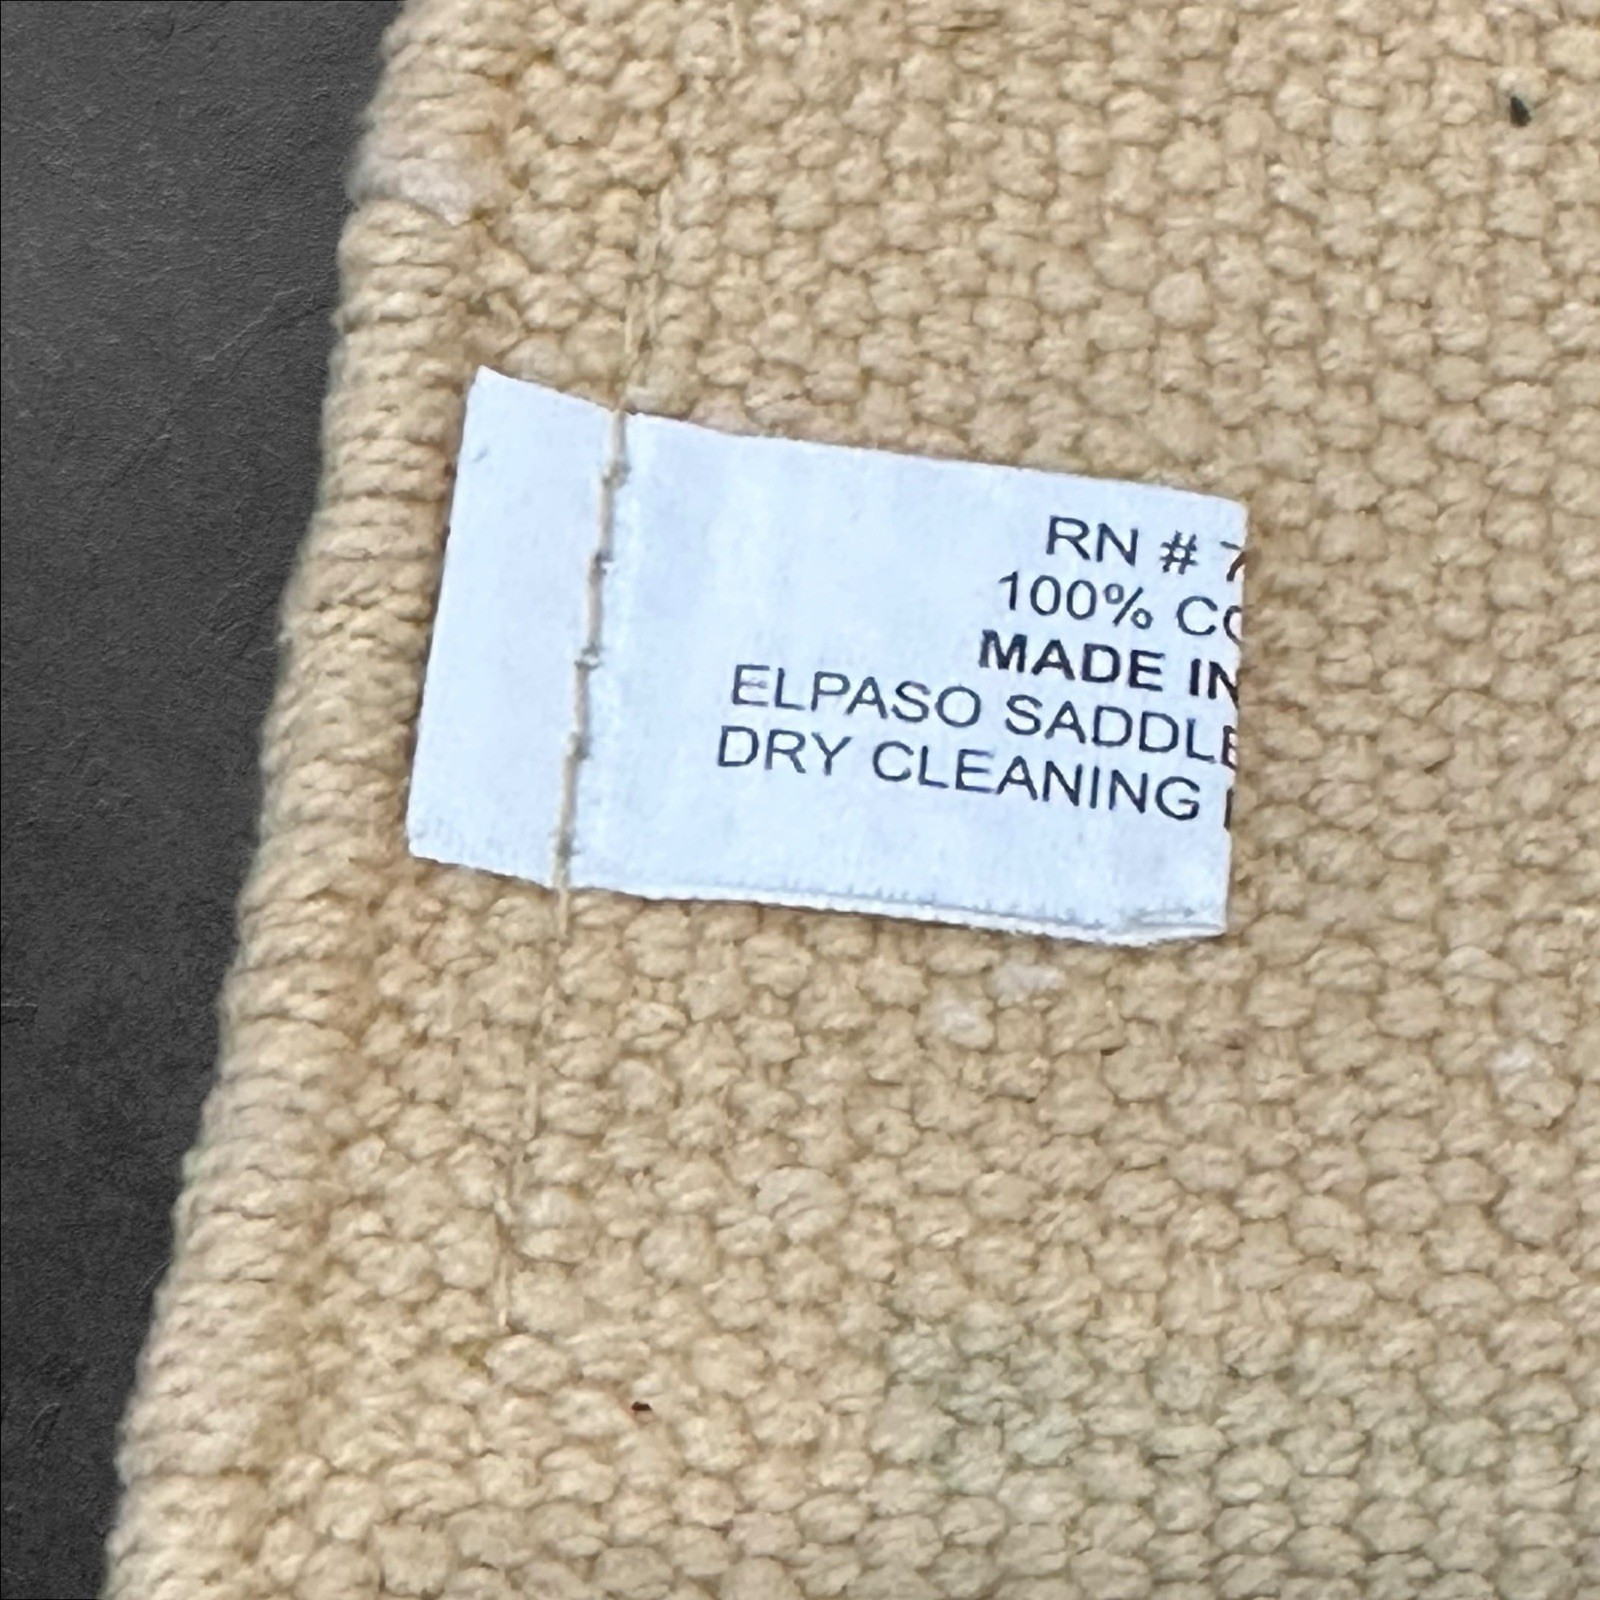 RN # 7
100% CO
MADE IN
ELPASO SADDLE
DRY CLEANING